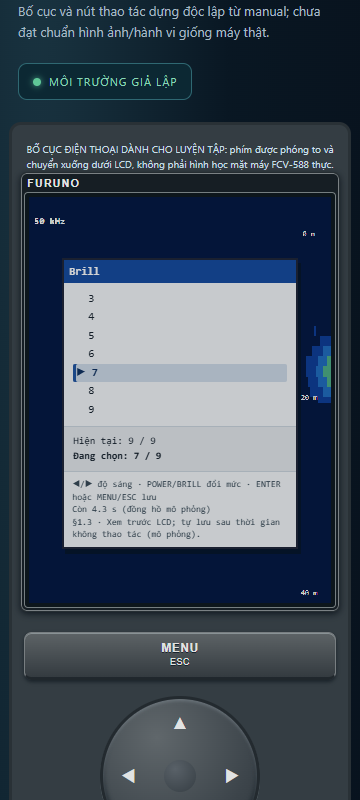 Bố cục và nút thao tác dựng độc lập từ manual; chưa
đạt chuẩn hình ảnh/hành vi giống máy thật.
MÔI TRƯỜNG GIẢ LẬP
BỐ CỤC ĐIỆN THOẠI DÀNH CHO LUYỆN TẬP: phím được phóng to và
chuyển xuống dưới LCD, không phải hình học mặt máy FCV-588 thực.
FURUNO
50 kHz
0 m
Brill
3
4
5
6
▶ 7
8
9
20 m
Hiện tại: 9 / 9
Đang chọn: 7 / 9
◀/▶ độ sáng · POWER/BRILL đổi mức · ENTER
hoặc MENU/ESC lưu
Còn 4.3 s (đồng hồ mô phỏng)
§1.3 · Xem trước LCD; tự lưu sau thời gian
không thao tác (mô phỏng).
40 m
MENU
ESC
▲
◀ ▶